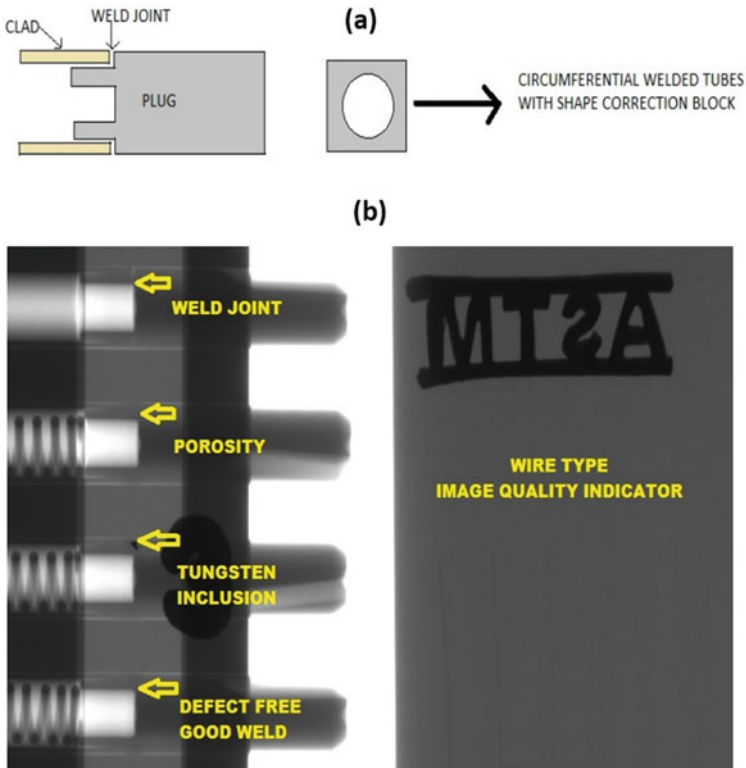 (a)
CLAD
WELD JOINT
PLUG
CIRCUMFERENTIAL WELDED TUBES
WITH SHAPE CORRECTION BLOCK
(b)
WELD JOINT
POROSITY
TUNGSTEN
INCLUSION
DEFECT FREE
GOOD WELD
ASTM
WIRE TYPE
IMAGE QUALITY INDICATOR